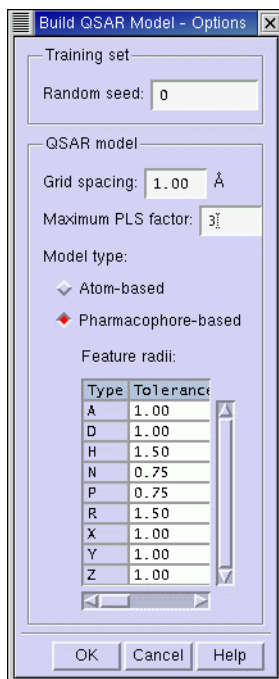 Build QSAR Model - Options
Training set
Random seed: 0
QSAR model
Grid spacing: 1.00 Å
Maximum PLS factor: 3
Model type:
Atom-based
Pharmacophore-based
Feature radii:
Type Tolerance
A 1.00
D 1.00
H 1.50
N 0.75
P 0.75
R 1.50
X 1.00
Y 1.00
Z 1.00
OK Cancel Help